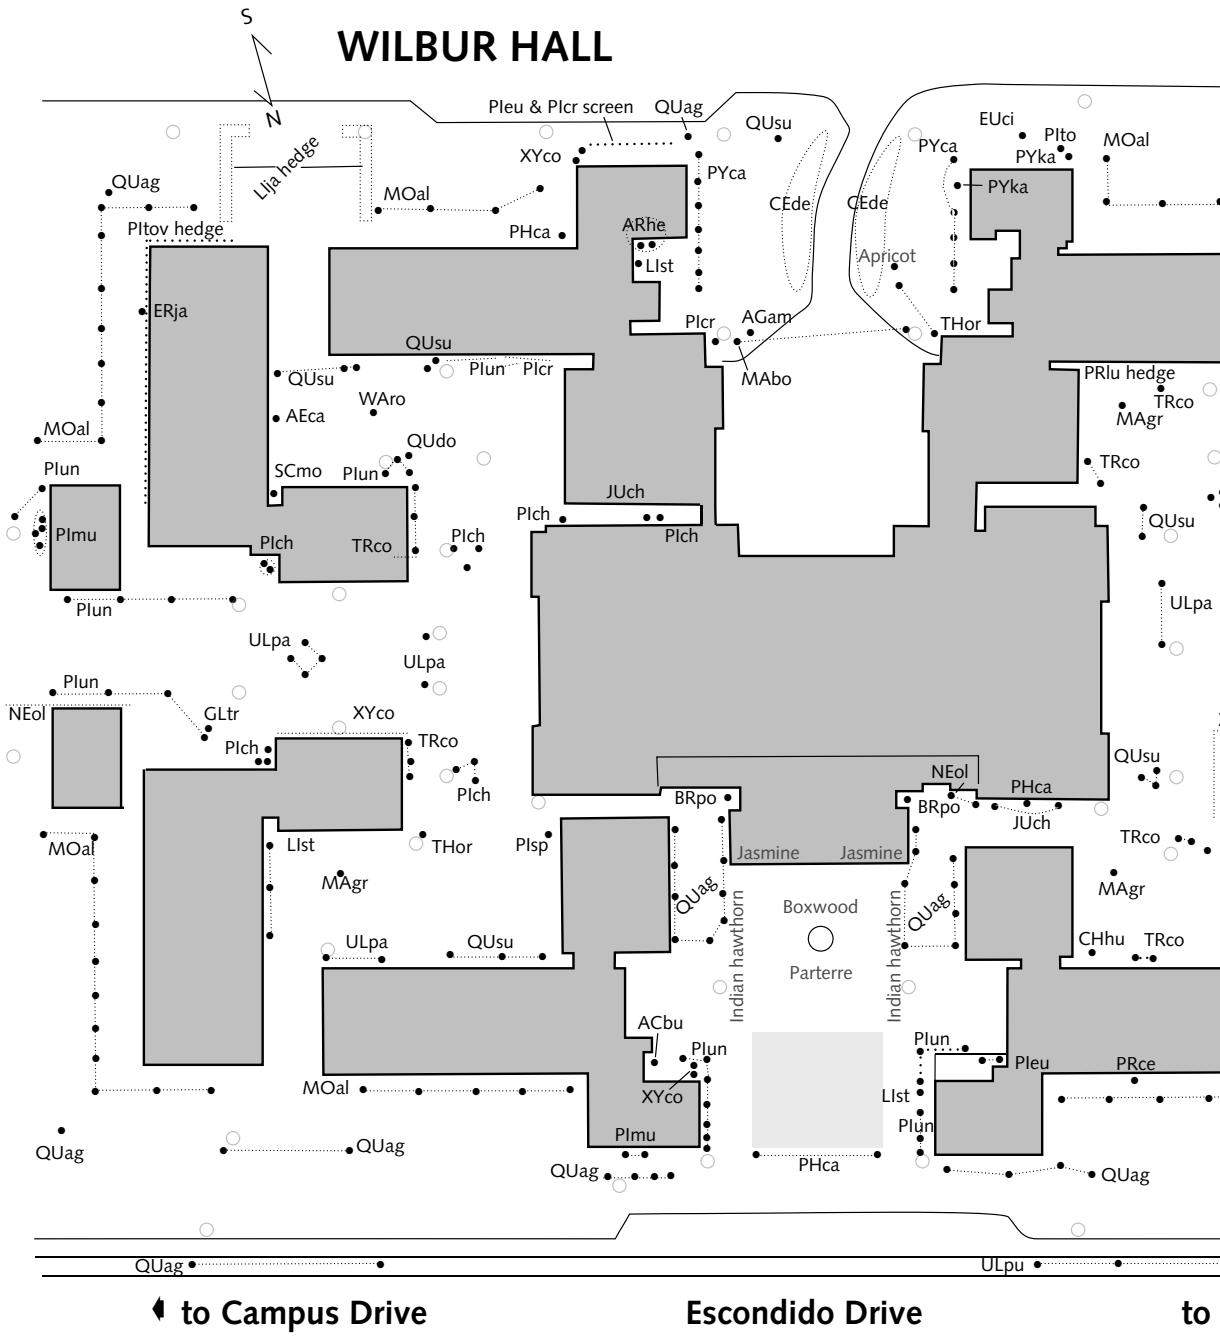 S
WILBUR HALL
N
PIeu & PIcr screen
QUag
QUsu
EUci
PIto
MOal
LIja hedge
XYco
PYca
PYka
QUag
MOal
PYca
CEde
CEde
PYka
PItov hedge
PHca
ARhe
LIst
Apricot
ERja
PIcr
AGam
THor
QUsu
QUsu
PIun
PIcr
MAbo
PRlu hedge
TRco
MAgr
WAro
AEca
MOal
QUdo
PIun
SCmo
PIun
TRco
JUch
PIch
PIch
QUsu
PImu
PIch
TRco
PIch
PIun
ULpa
ULpa
ULpa
PIun
NEol
GLtr
XYco
PIch
TRco
PIch
QUsu
NEol
PHca
BRpo
BRpo
JUch
MOal
LIst
THor
PIsp
TRco
Jasmine
Jasmine
MAgr
QUag
QUag
MAgr
Indian hawthorn
Boxwood
Indian hawthorn
ULpa
QUsu
CHhu
TRco
Parterre
ACbu
PIun
PIun
PIeu
PRce
MOal
XYco
LIst
PIun
QUag
QUag
PImu
PHca
QUag
QUag
QUag
ULpu
to Campus Drive
Escondido Drive
to